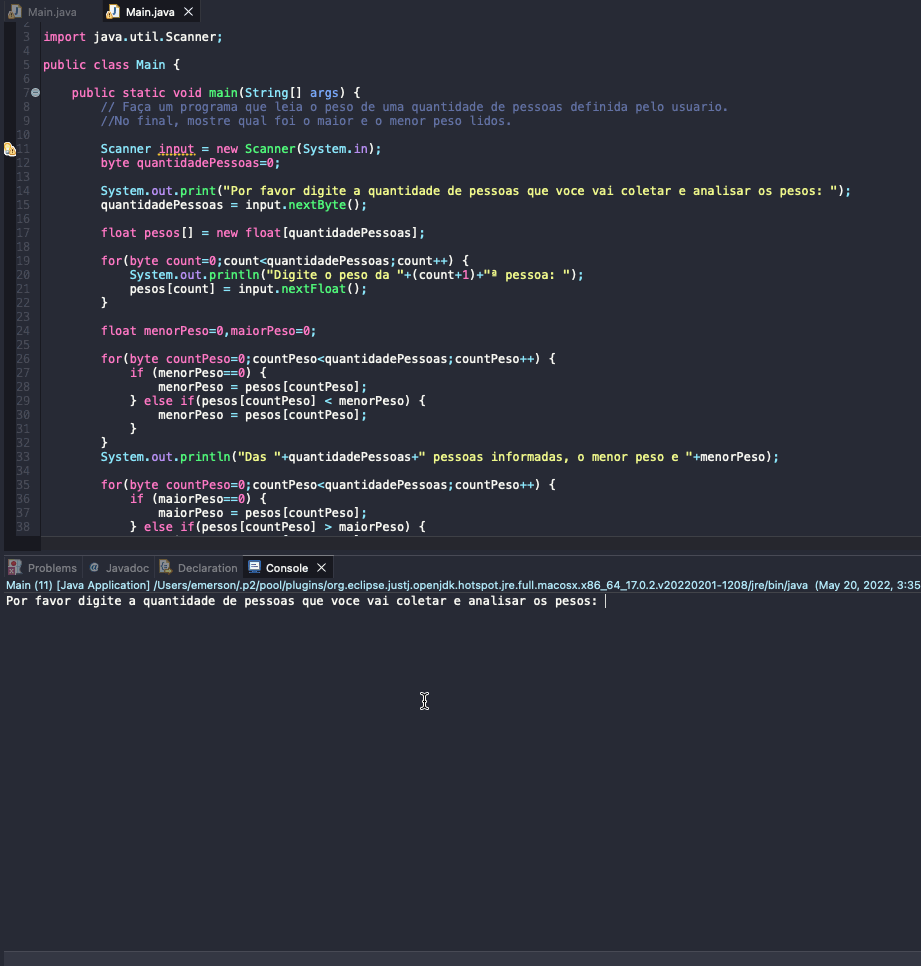 Main.java Main.java
2
3 import java.util.Scanner;
4
5 public class Main {
6
7 public static void main(String[] args) {
8 // Faça um programa que leia o peso de uma quantidade de pessoas definida pelo usuario.
9 //No final, mostre qual foi o maior e o menor peso lidos.
10
11 Scanner input = new Scanner(System.in);
12 byte quantidadePessoas=0;
13
14 System.out.print("Por favor digite a quantidade de pessoas que voce vai coletar e analisar os pesos: ");
15 quantidadePessoas = input.nextByte();
16
17 float pesos[] = new float[quantidadePessoas];
18
19 for(byte count=0;count<quantidadePessoas;count++) {
20 System.out.println("Digite o peso da "+(count+1)+"ª pessoa: ");
21 pesos[count] = input.nextFloat();
22 }
23
24 float menorPeso=0,maiorPeso=0;
25
26 for(byte countPeso=0;countPeso<quantidadePessoas;countPeso++) {
27 if (menorPeso==0) {
28 menorPeso = pesos[countPeso];
29 } else if(pesos[countPeso] < menorPeso) {
30 menorPeso = pesos[countPeso];
31 }
32 }
33 System.out.println("Das "+quantidadePessoas+" pessoas informadas, o menor peso e "+menorPeso);
34
35 for(byte countPeso=0;countPeso<quantidadePessoas;countPeso++) {
36 if (maiorPeso==0) {
37 maiorPeso = pesos[countPeso];
38 } else if(pesos[countPeso] > maiorPeso) {
Problems @ Javadoc Declaration Console
Main (11) [Java Application] /Users/emerson/.p2/pool/plugins/org.eclipse.justj.openjdk.hotspot.jre.full.macosx.x86_64_17.0.2.v20220201-1208/jre/bin/java (May 20, 2022, 3:35
Por favor digite a quantidade de pessoas que voce vai coletar e analisar os pesos: